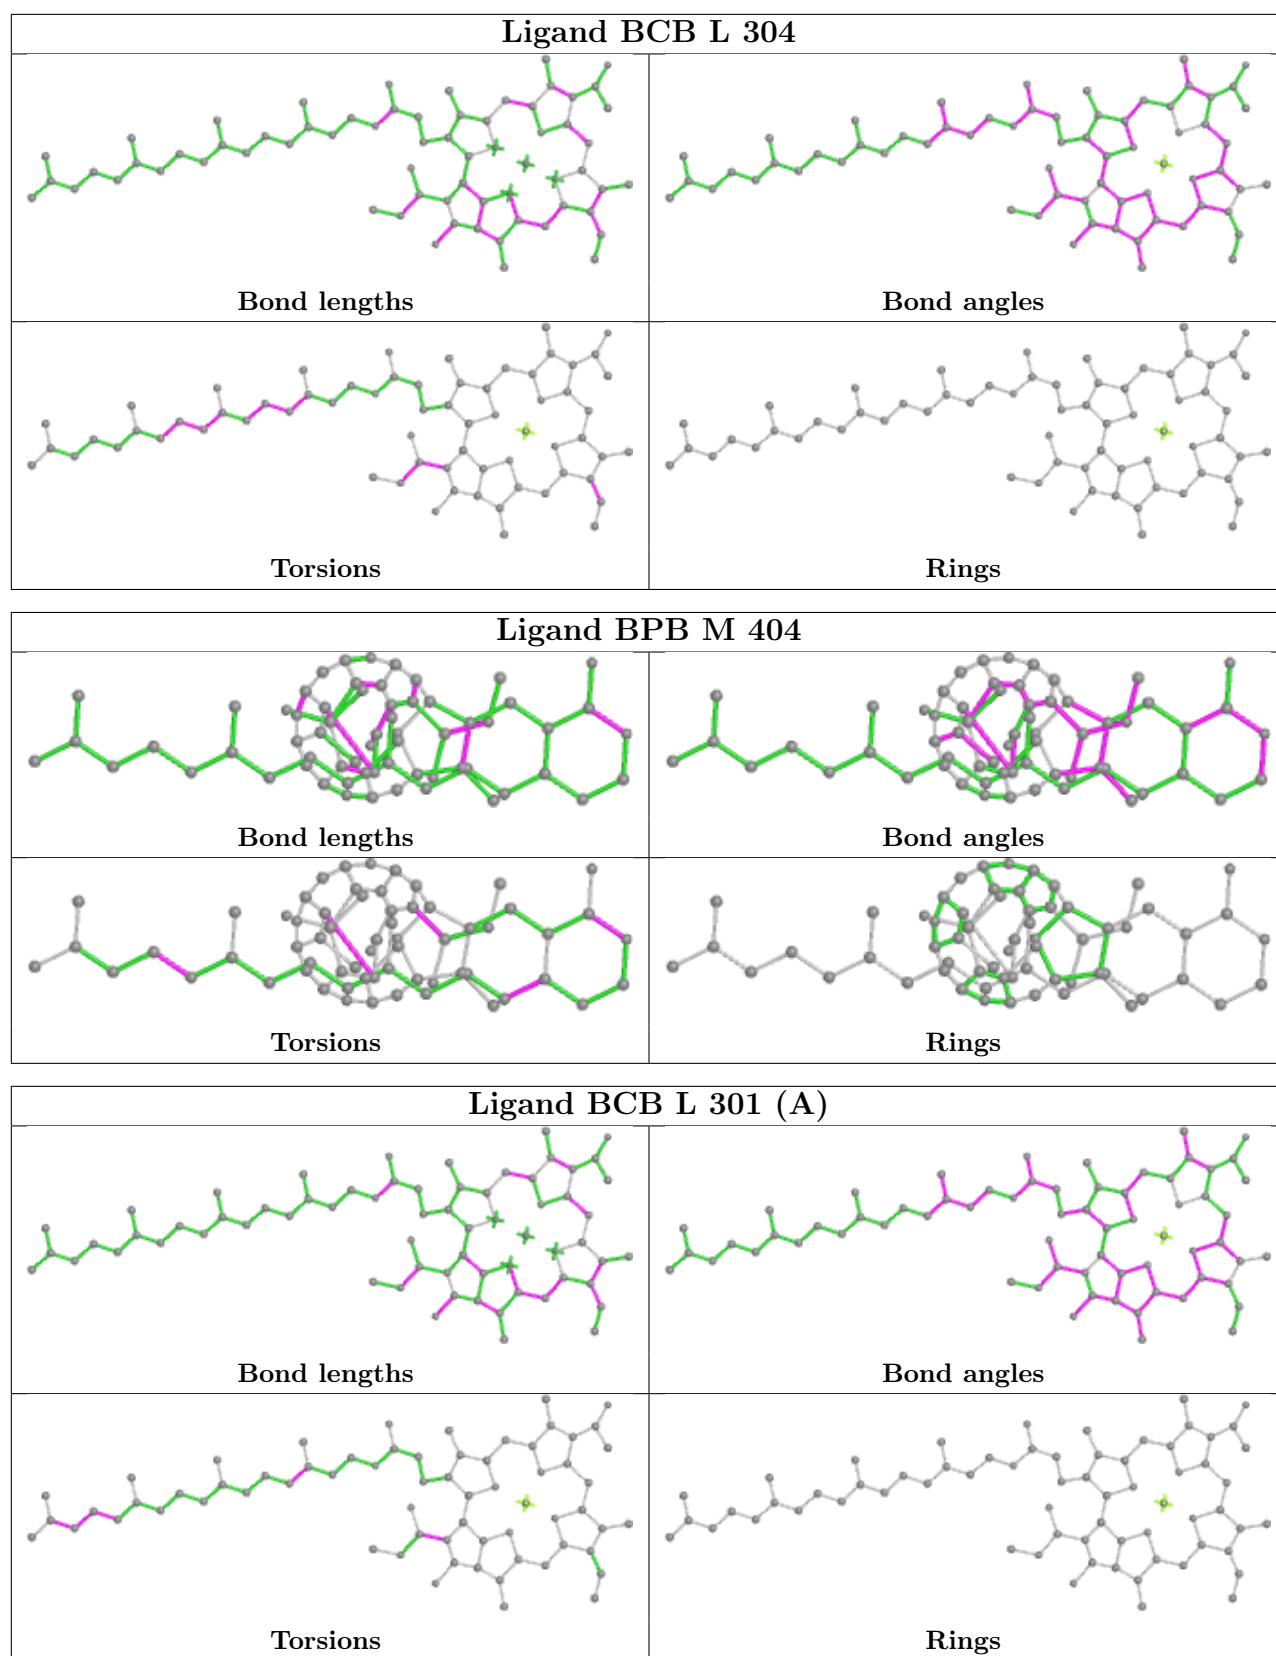 Ligand BCB L 304
Bond lengths
Bond angles
Torsions
Rings
Ligand BPB M 404
Bond lengths
Bond angles
Torsions
Rings
Ligand BCB L 301 (A)
Bond lengths
Bond angles
Torsions
Rings